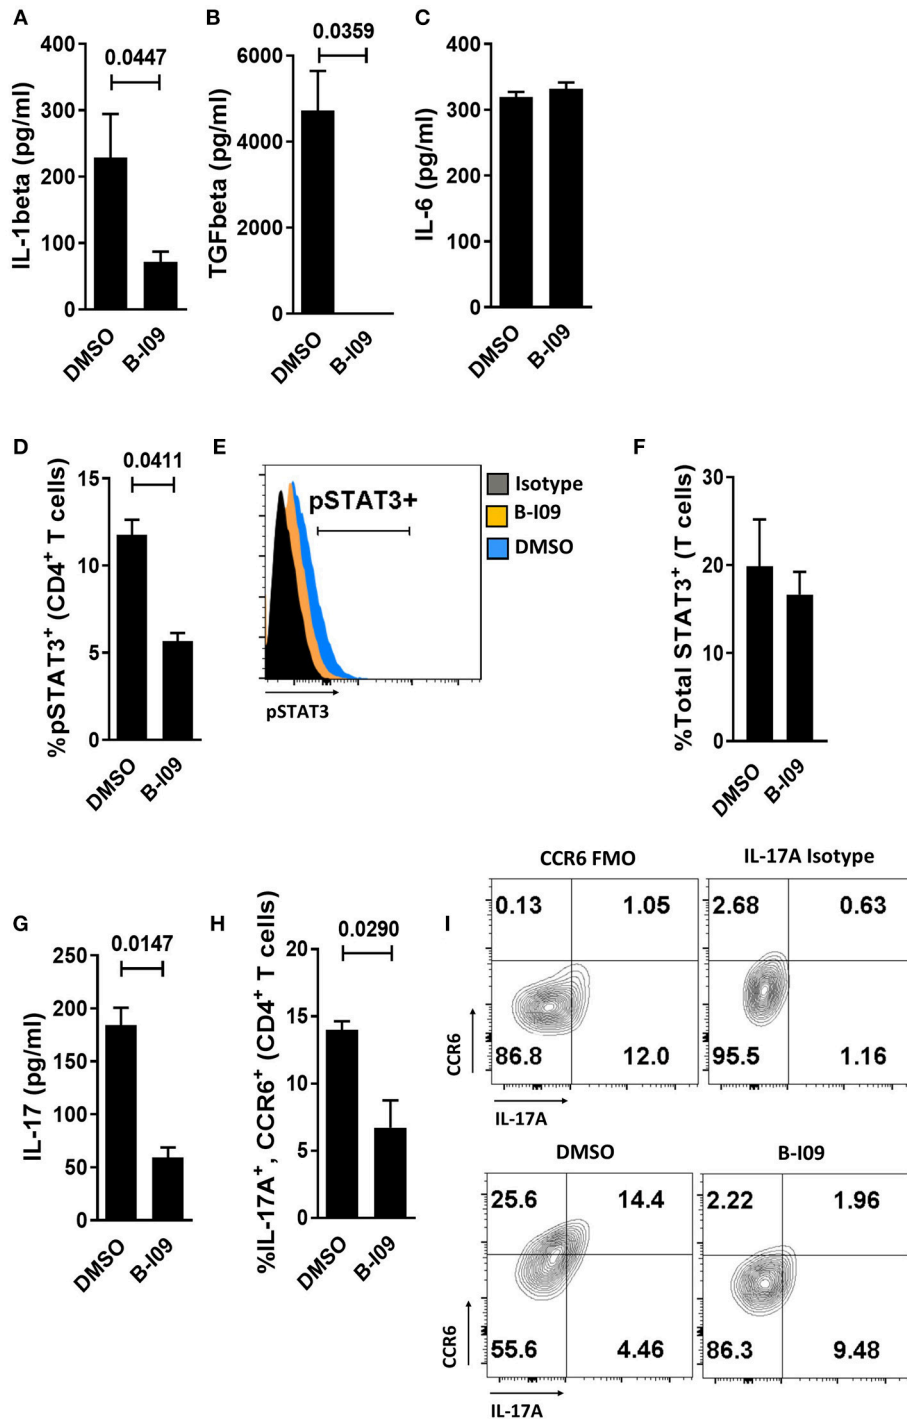 A
IL-1beta (pg/ml)
400
300
200
100
0
0.0447
DMSO
B-I09
B
TGFbeta (pg/ml)
6000
4000
2000
0
0.0359
DMSO
B-I09
C
IL-6 (pg/ml)
400
300
200
100
0
DMSO
B-I09
D
%pSTAT3⁺ (CD4⁺ T cells)
15
10
5
0
0.0411
DMSO
B-I09
E
pSTAT3+
pSTAT3
Isotype
B-I09
DMSO
F
%Total STAT3⁺ (T cells)
30
20
10
0
DMSO
B-I09
G
IL-17 (pg/ml)
250
200
150
100
50
0
0.0147
DMSO
B-I09
H
%IL-17A⁺, CCR6⁺ (CD4⁺ T cells)
20
15
10
5
0
0.0290
DMSO
B-I09
I
CCR6 FMO
0.13
1.05
86.8
12.0
CCR6
IL-17A
IL-17A Isotype
2.68
0.63
95.5
1.16
DMSO
25.6
14.4
55.6
4.46
CCR6
IL-17A
B-I09
2.22
1.96
86.3
9.48